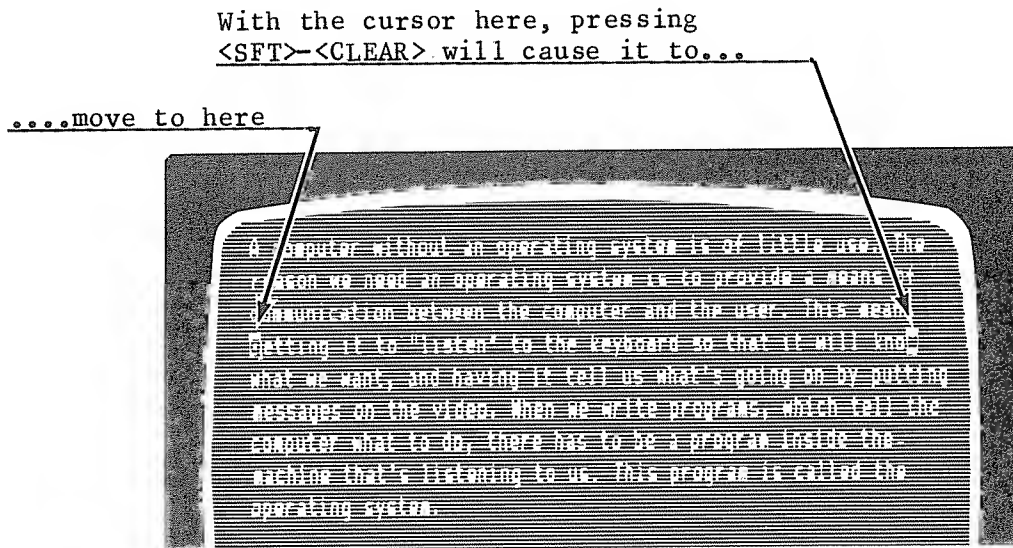 With the cursor here, pressing
<SFT>-<CLEAR> will cause it to...
....move to here
A computer without an operating system is of little use. The
reason we need an operating system is to provide a means of
communication between the computer and the user. This means
getting it to "listen" to the keyboard so that it will know
what we want, and having it tell us what's going on by putting
messages on the video. When we write programs, which tell the
computer what to do, there has to be a program inside the
machine that's listening to us. This program is called the
operating system.